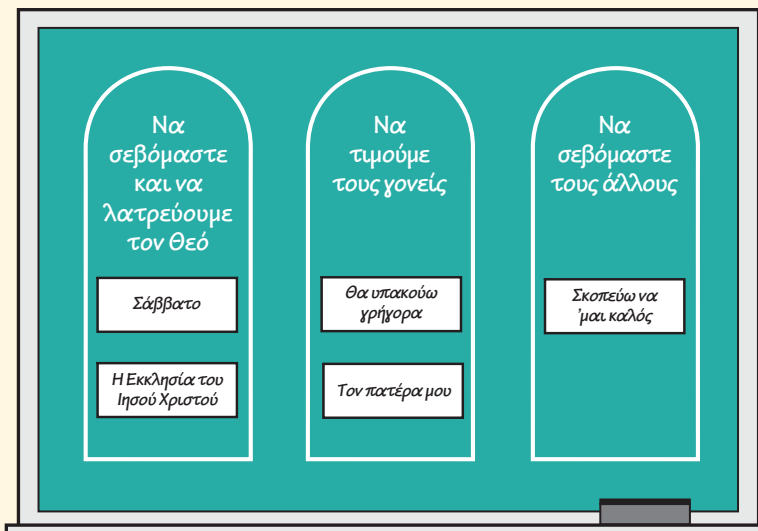 Να
σεβόμαστε
και να
λατρεύουμε
τον Θεό
Σάββατο
Η Εκκλησία του
Ιησού Χριστού
Να
τιμούμε
τους γονείς
Θα υπακούω
γρήγορα
Τον πατέρα μου
Να
σεβόμαστε
τους άλλους
Σκοπεύω να
'μαι καλός